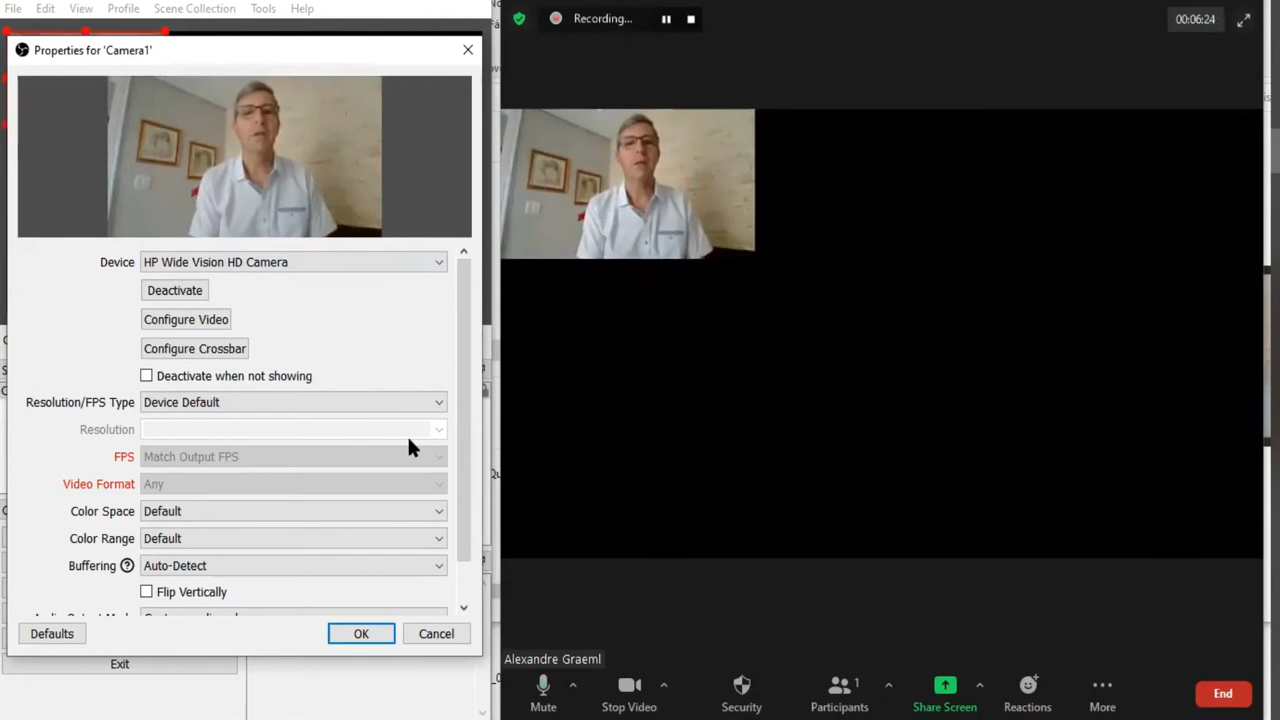 File Edit View Profile Scene Collection Tools Help
Recording...
00:06:24
Properties for 'Camera1'
Device HP Wide Vision HD Camera
Deactivate
Configure Video
Configure Crossbar
Deactivate when not showing
Resolution/FPS Type Device Default
Resolution
FPS Match Output FPS
Video Format Any
Color Space Default
Color Range Default
Buffering ? Auto-Detect
Flip Vertically
Defaults OK Cancel
Exit
Alexandre Graeml
1
Mute Stop Video Security Participants Share Screen Reactions More End